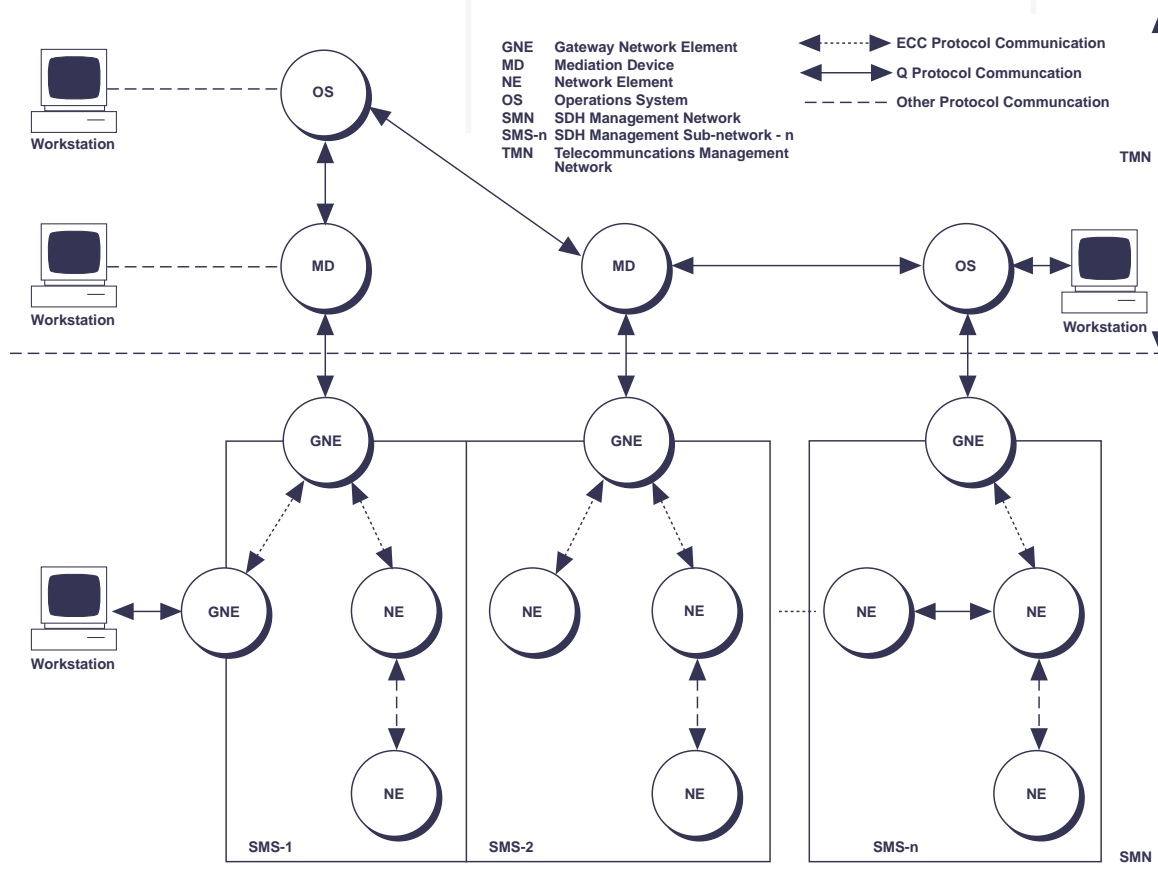 GNE Gateway Network Element
MD Mediation Device
NE Network Element
OS Operations System
SMN SDH Management Network
SMS-n SDH Management Sub-network - n
TMN Telecommuncations Management
Network
ECC Protocol Communication
Q Protocol Communcation
Other Protocol Communcation
TMN
OS
Workstation
MD
MD
OS
Workstation
Workstation
GNE
GNE
GNE
GNE
NE
NE
NE
NE
NE
Workstation
NE
NE
NE
SMS-1
SMS-2
SMS-n
SMN